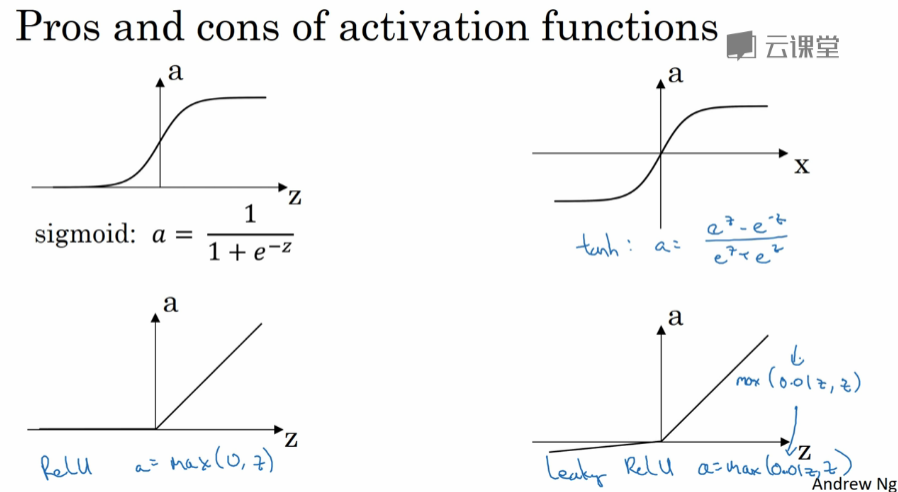 Pros and cons of activation functions
云课堂
a
z
sigmoid: a = 1 / (1 + e^{-z})
a
x
tanh: a = (e^z - e^{-z}) / (e^z + e^z)
a
z
ReLU a = max(0, z)
a
max(0.01z, z)
z
leaky ReLU a = max(0.01z, z)
Andrew Ng